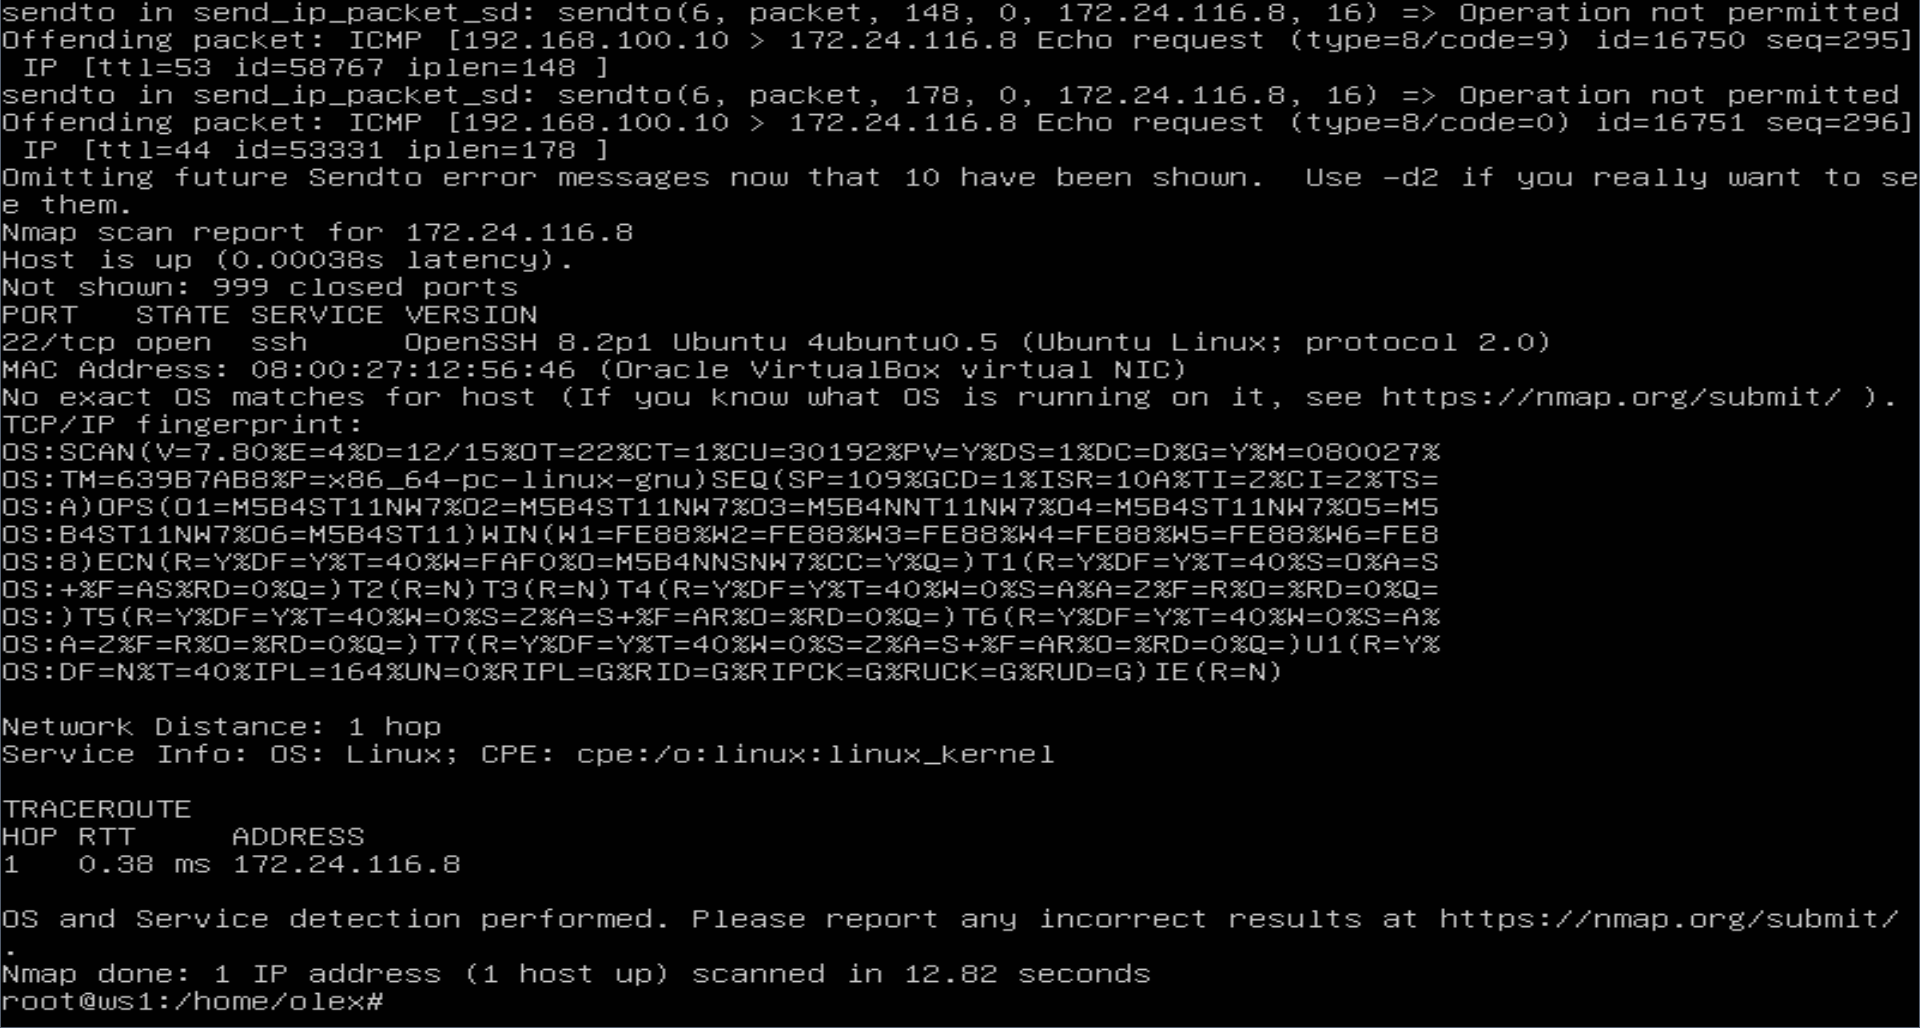 sendto in send_ip_packet_sd: sendto(6, packet, 148, 0, 172.24.116.8, 16) => Operation not permitted
Offending packet: ICMP [192.168.100.10 > 172.24.116.8 Echo request (type=8/code=9) id=16750 seq=295]
 IP [ttl=53 id=58767 iplen=148 ]
sendto in send_ip_packet_sd: sendto(6, packet, 178, 0, 172.24.116.8, 16) => Operation not permitted
Offending packet: ICMP [192.168.100.10 > 172.24.116.8 Echo request (type=8/code=0) id=16751 seq=296]
 IP [ttl=44 id=53331 iplen=178 ]
Omitting future Sendto error messages now that 10 have been shown.  Use -d2 if you really want to se
e them.
Nmap scan report for 172.24.116.8
Host is up (0.00038s latency).
Not shown: 999 closed ports
PORT   STATE SERVICE VERSION
22/tcp open  ssh     OpenSSH 8.2p1 Ubuntu 4ubuntu0.5 (Ubuntu Linux; protocol 2.0)
MAC Address: 08:00:27:12:56:46 (Oracle VirtualBox virtual NIC)
No exact OS matches for host (If you know what OS is running on it, see https://nmap.org/submit/ ).
TCP/IP fingerprint:
OS:SCAN(V=7.80%E=4%D=12/15%OT=22%CT=1%CU=30192%PV=Y%DS=1%DC=D%G=Y%M=080027%
OS:TM=639B7AB8%P=x86_64-pc-linux-gnu)SEQ(SP=109%GCD=1%ISR=10A%TI=Z%CI=Z%TS=
OS:A)OPS(O1=M5B4ST11NW7%O2=M5B4ST11NW7%O3=M5B4NNT11NW7%O4=M5B4ST11NW7%O5=M5
OS:B4ST11NW7%O6=M5B4ST11)WIN(W1=FE88%W2=FE88%W3=FE88%W4=FE88%W5=FE88%W6=FE8
OS:8)ECN(R=Y%DF=Y%T=40%W=FAF0%O=M5B4NNSNW7%CC=Y%Q=)T1(R=Y%DF=Y%T=40%S=O%A=S
OS:+%F=AS%RD=0%Q=)T2(R=N)T3(R=N)T4(R=Y%DF=Y%T=40%W=0%S=A%A=Z%F=R%O=%RD=0%Q=
OS:)T5(R=Y%DF=Y%T=40%W=0%S=Z%A=S+%F=AR%O=%RD=0%Q=)T6(R=Y%DF=Y%T=40%W=0%S=A%
OS:A=Z%F=R%O=%RD=0%Q=)T7(R=Y%DF=Y%T=40%W=0%S=Z%A=S+%F=AR%O=%RD=0%Q=)U1(R=Y%
OS:DF=N%T=40%IPL=164%UN=0%RIPL=G%RID=G%RIPCK=G%RUCK=G%RUD=G)IE(R=N)

Network Distance: 1 hop
Service Info: OS: Linux; CPE: cpe:/o:linux:linux_kernel

TRACEROUTE
HOP RTT     ADDRESS
1   0.38 ms 172.24.116.8

OS and Service detection performed. Please report any incorrect results at https://nmap.org/submit/
.
Nmap done: 1 IP address (1 host up) scanned in 12.82 seconds
root@ws1:/home/olex#